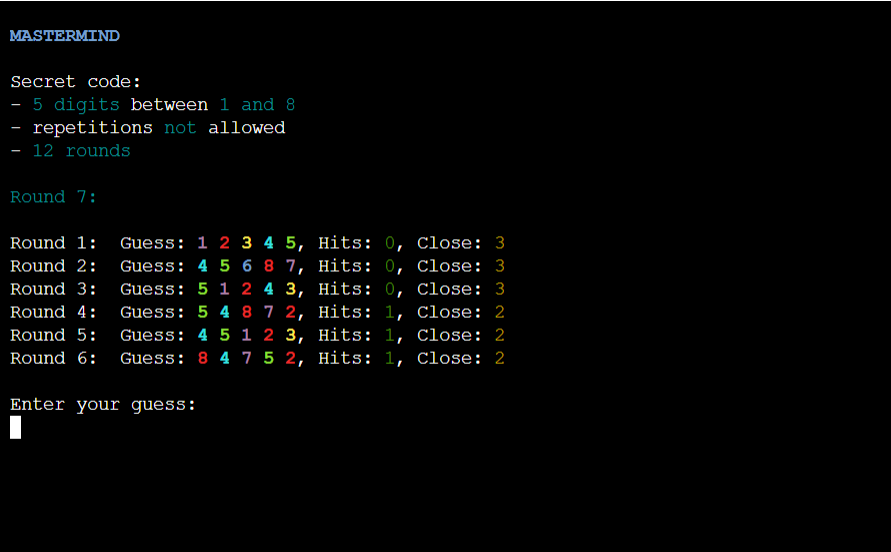 MASTERMIND
Secret code:
- 5 digits between 1 and 8
- repetitions not allowed
- 12 rounds
Round 7:
Round 1:  Guess: 1 2 3 4 5, Hits: 0, Close: 3
Round 2:  Guess: 4 5 6 8 7, Hits: 0, Close: 3
Round 3:  Guess: 5 1 2 4 3, Hits: 0, Close: 3
Round 4:  Guess: 5 4 8 7 2, Hits: 1, Close: 2
Round 5:  Guess: 4 5 1 2 3, Hits: 1, Close: 2
Round 6:  Guess: 8 4 7 5 2, Hits: 1, Close: 2
Enter your guess: